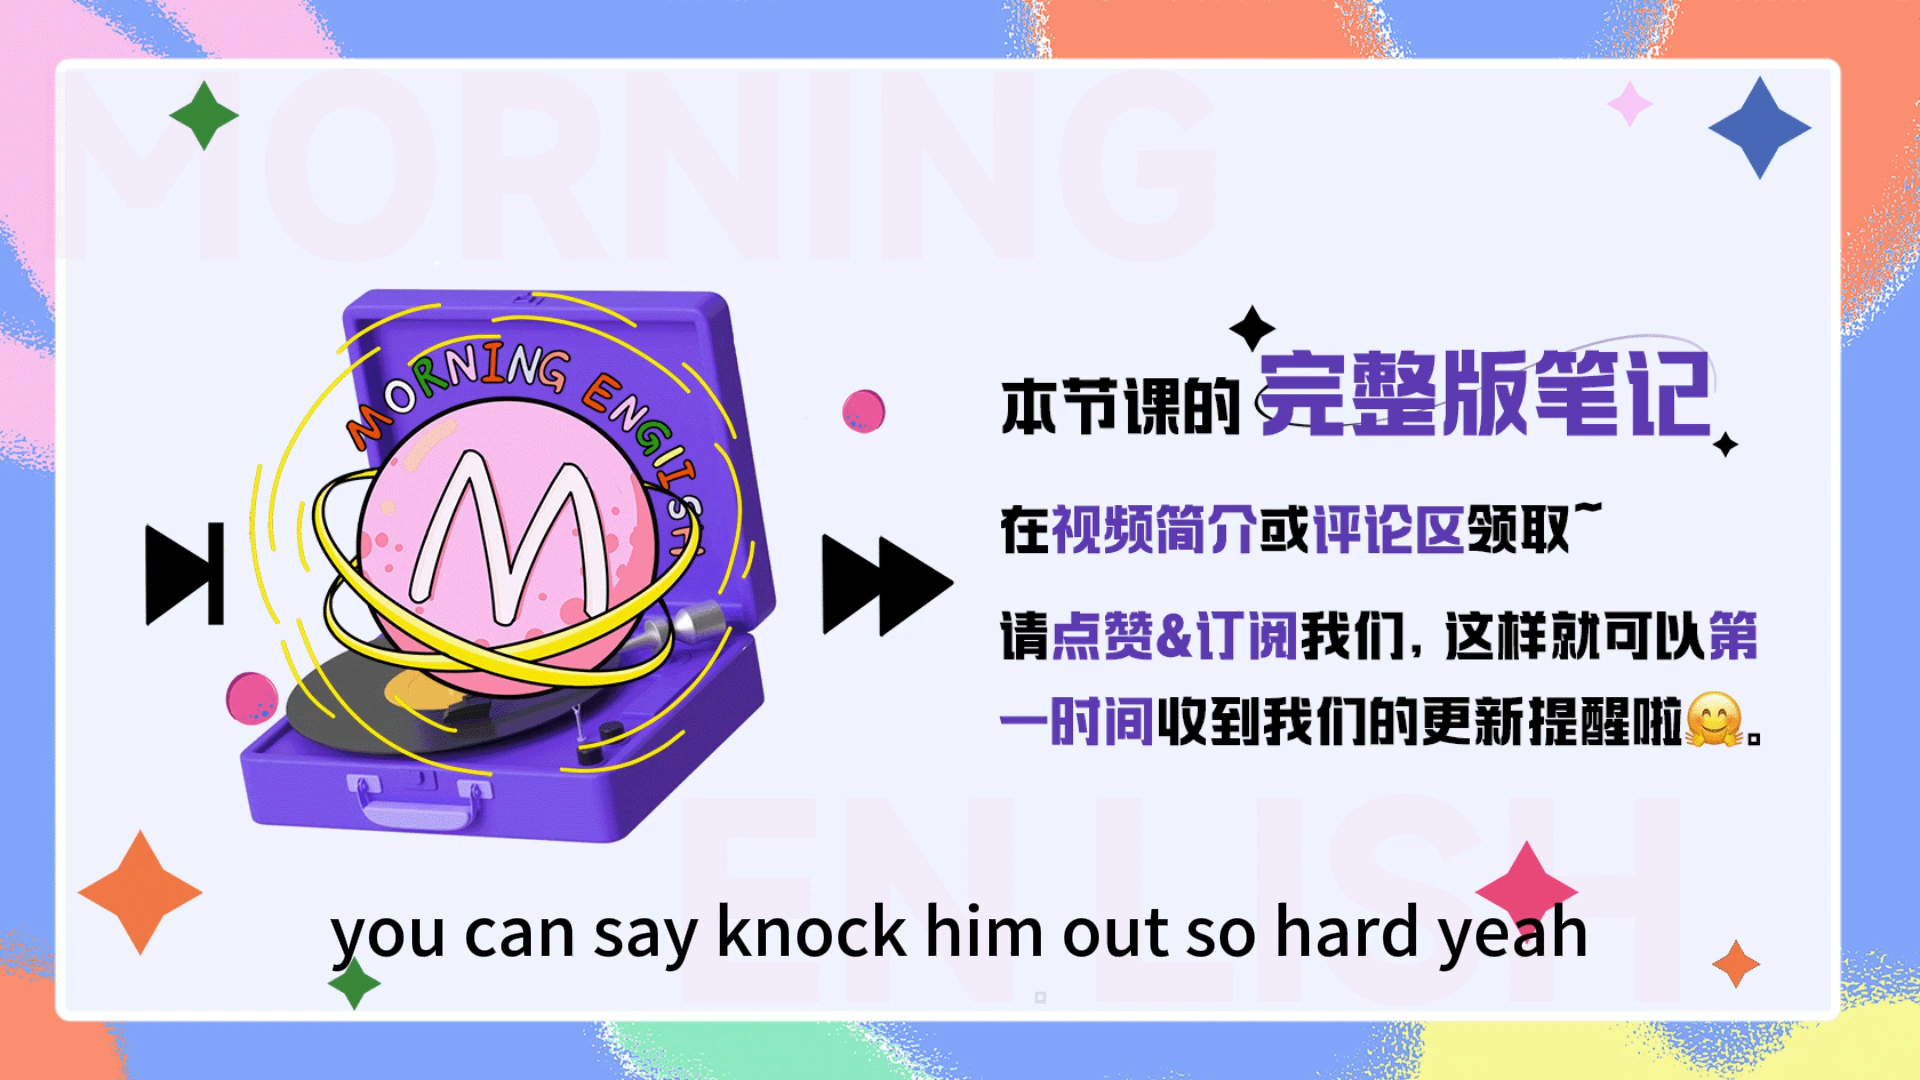 MORNING
MORNING ENGlISH
M
本节课的 完整版笔记
在视频简介或评论区领取~
请点赞&订阅我们,这样就可以第
一时间收到我们的更新提醒啦🤗。
EN LISH
you can say knock him out so hard yeah